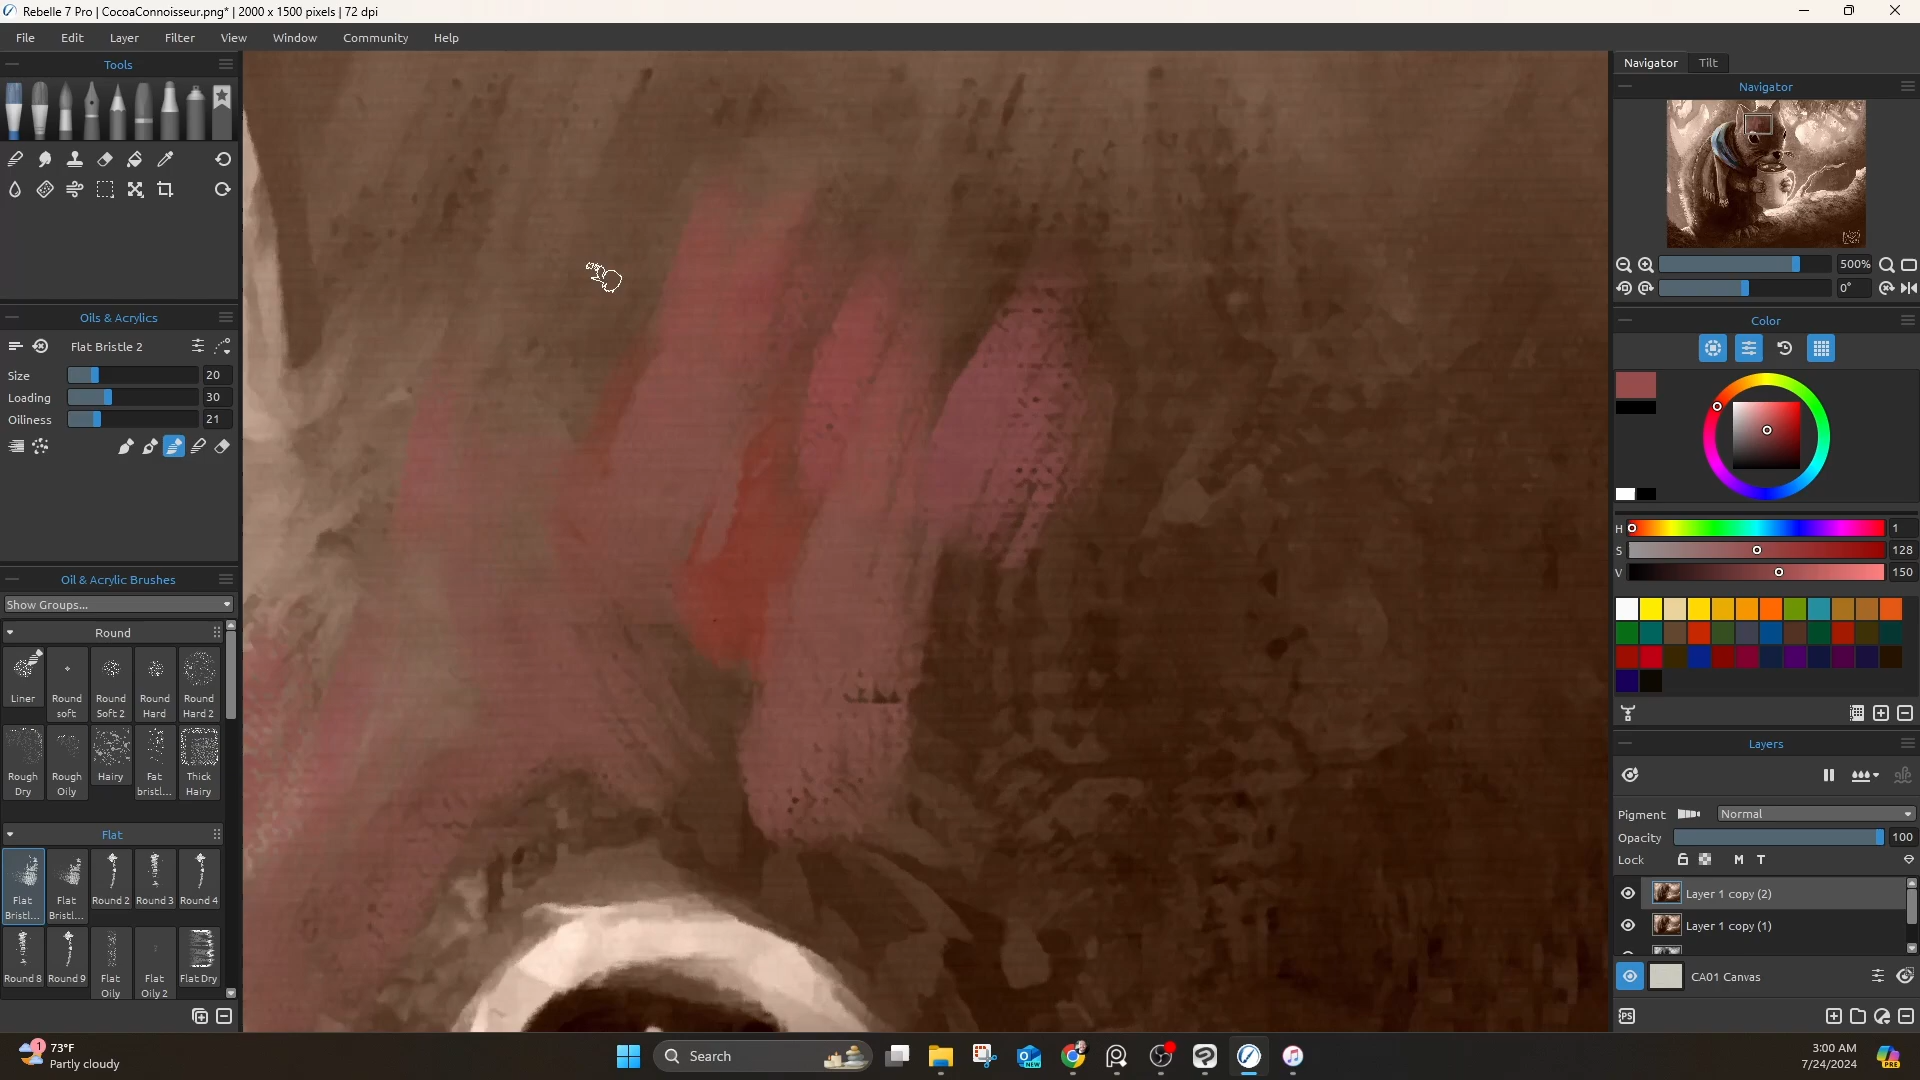 Rebelle 7 Pro | CocoaConnoisseur.png* | 2000 x 1500 pixels | 72 dpi
File Edit Layer Filter View Window Community Help
Tools
Oils & Acrylics
Flat Bristle 2
Size 20
Loading 30
Oiliness 21
Oil & Acrylic Brushes
Show Groups...
Round
Liner
Round soft
Round Soft 2
Round Hard
Round Hard 2
Rough Dry
Rough Oily
Hairy
Fat bristl...
Thick Hairy
Flat
Flat Bristl...
Flat Bristl...
Round 2
Round 3
Round 4
Round 8
Round 9
Flat Oily
Flat Oily 2
Flat Dry
Navigator Tilt
Navigator
500%
0°
Color
H 1
S 128
V 150
Layers
Pigment Normal
Opacity 100
Lock M T
Layer 1 copy (2)
Layer 1 copy (1)
CA01 Canvas
PS
1
73°F
Partly cloudy
Search
NEW
3:00 AM
7/24/2024
PRE